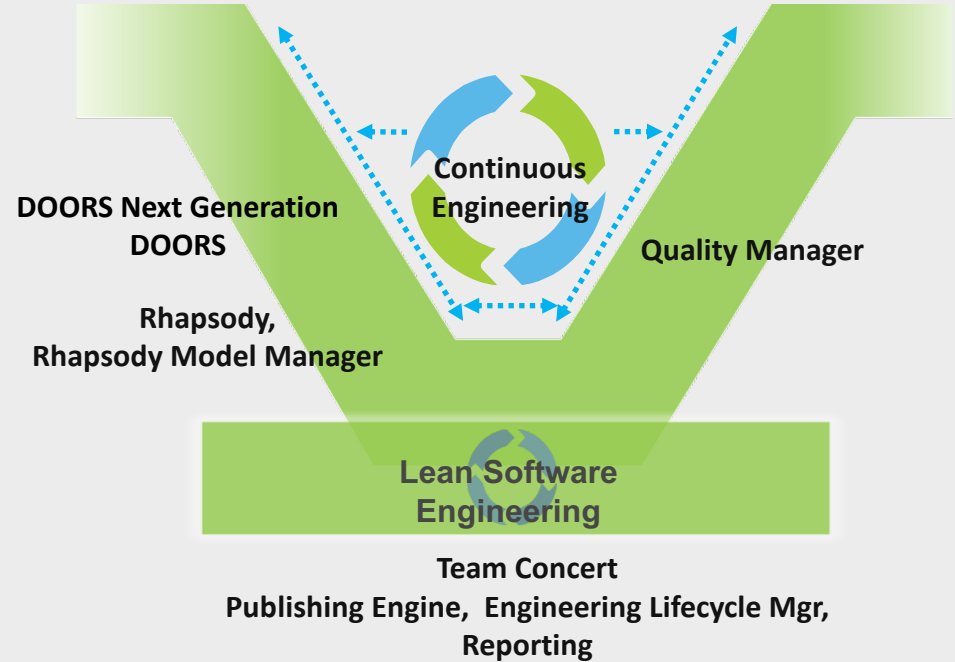 Continuous
Engineering
DOORS Next Generation
DOORS
Quality Manager
Rhapsody,
Rhapsody Model Manager
Lean Software
Engineering
Team Concert
Publishing Engine, Engineering Lifecycle Mgr,
Reporting